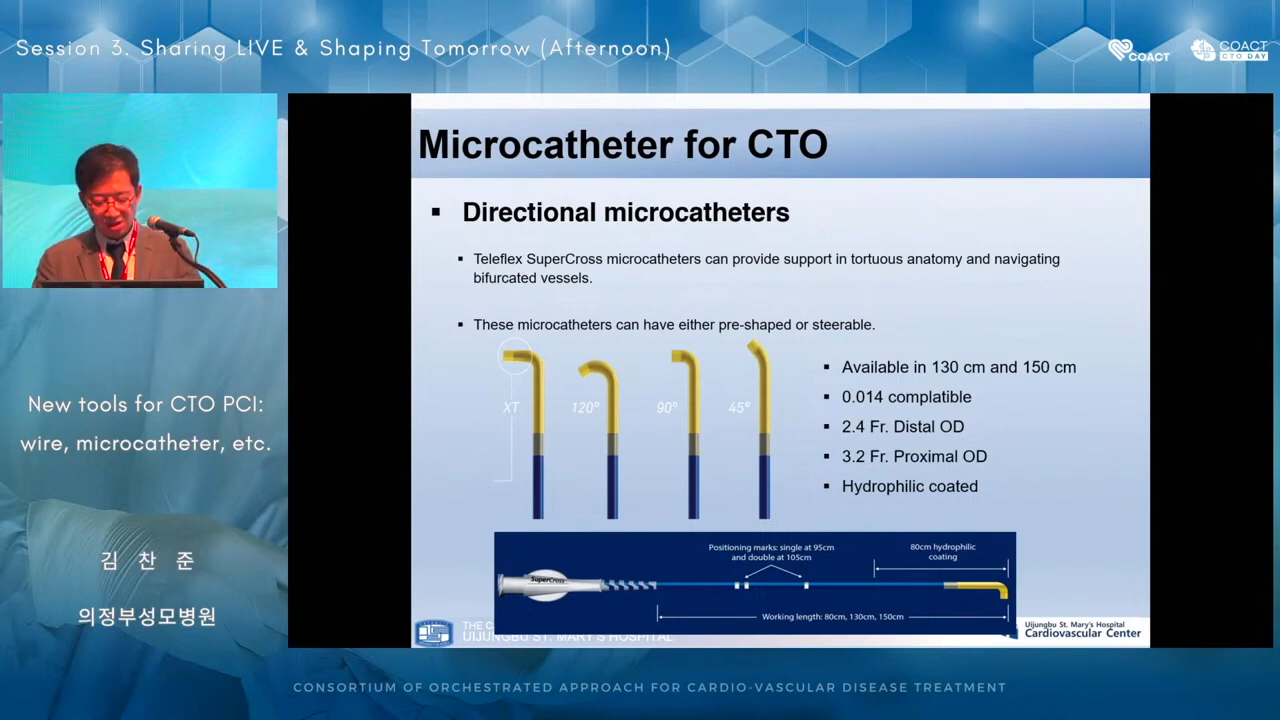 Session 3. Sharing LIVE & Shaping Tomorrow (Afternoon)
COACT
COACT
CTO DAY
Microcatheter for CTO
Directional microcatheters
Teleflex SuperCross microcatheters can provide support in tortuous anatomy and navigating
bifurcated vessels.
These microcatheters can have either pre-shaped or steerable.
XT
120°
90°
45°
Available in 130 cm and 150 cm
0.014 complatible
2.4 Fr. Distal OD
3.2 Fr. Proximal OD
Hydrophilic coated
Positioning marks: single at 95cm
and double at 105cm
80cm hydrophilic
coating
SuperCross
Working length: 80cm, 130cm, 150cm
THE CA
UIJUNGBU ST. MARY'S HOSPITAL
Uijungbu St. Mary's Hospital
Cardiovascular Center
New tools for CTO PCI:
wire, microcatheter, etc.
김 찬 준
의정부성모병원
CONSORTIUM OF ORCHESTRATED APPROACH FOR CARDIO-VASCULAR DISEASE TREATMENT